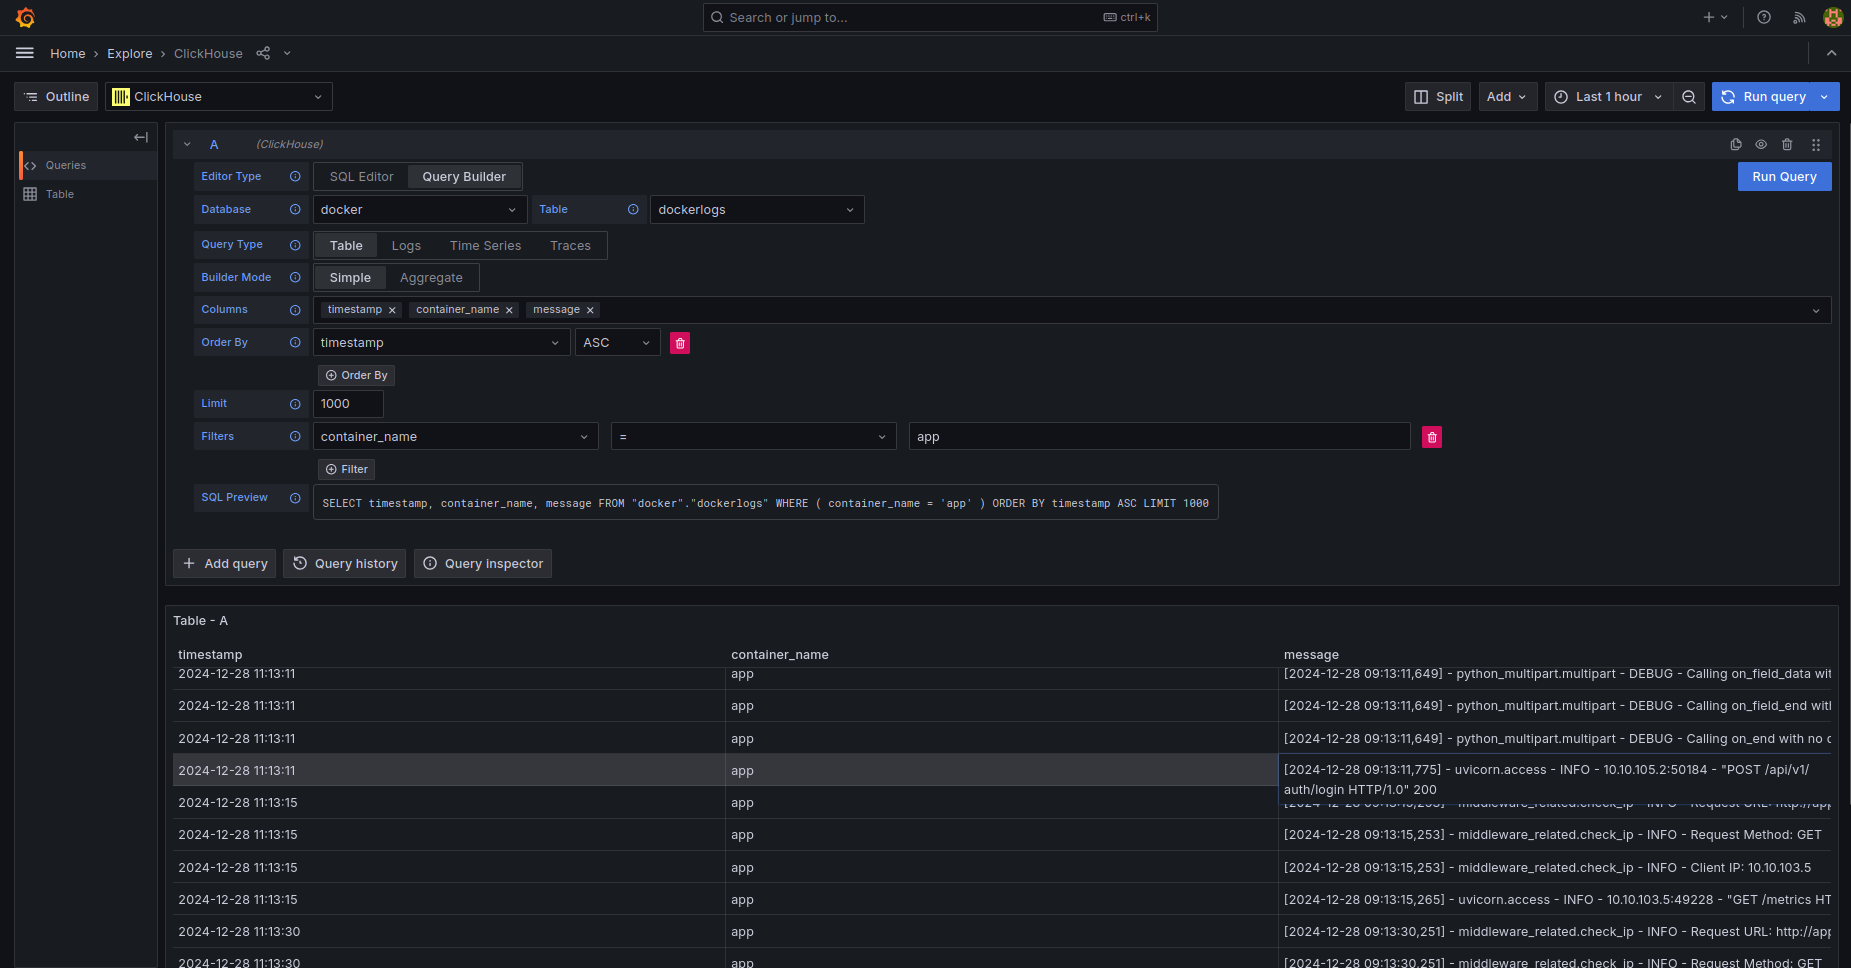 Search or jump to... ctrl+k
Home › Explore › ClickHouse
Outline ClickHouse Split Add Last 1 hour Run query
Queries
Table
A (ClickHouse)
Editor Type SQL Editor Query Builder Run Query
Database docker Table dockerlogs
Query Type Table Logs Time Series Traces
Builder Mode Simple Aggregate
Columns timestamp × container_name × message ×
Order By timestamp ASC
Order By
Limit 1000
Filters container_name = app
Filter
SQL Preview SELECT timestamp, container_name, message FROM "docker"."dockerlogs" WHERE ( container_name = 'app' ) ORDER BY timestamp ASC LIMIT 1000
Add query Query history Query inspector
Table - A
timestamp container_name message
2024-12-28 11:13:11 app [2024-12-28 09:13:11,649] - python_multipart.multipart - DEBUG - Calling on_field_data wit
2024-12-28 11:13:11 app [2024-12-28 09:13:11,649] - python_multipart.multipart - DEBUG - Calling on_field_end wit
2024-12-28 11:13:11 app [2024-12-28 09:13:11,649] - python_multipart.multipart - DEBUG - Calling on_end with no
2024-12-28 11:13:11 app [2024-12-28 09:13:11,775] - uvicorn.access - INFO - 10.10.105.2:50184 - "POST /api/v1/
auth/login HTTP/1.0" 200
2024-12-28 11:13:15 app [2024-12-28 09:13:15,253] - middleware_related.check_ip - INFO - Request URL: http://app
2024-12-28 11:13:15 app [2024-12-28 09:13:15,253] - middleware_related.check_ip - INFO - Request Method: GET
2024-12-28 11:13:15 app [2024-12-28 09:13:15,253] - middleware_related.check_ip - INFO - Client IP: 10.10.103.5
2024-12-28 11:13:15 app [2024-12-28 09:13:15,265] - uvicorn.access - INFO - 10.10.103.5:49228 - "GET /metrics HT
2024-12-28 11:13:30 app [2024-12-28 09:13:30,251] - middleware_related.check_ip - INFO - Request URL: http://app
2024-12-28 11:13:30 app [2024-12-28 09:13:30,251] - middleware_related.check_ip - INFO - Request Method: GET